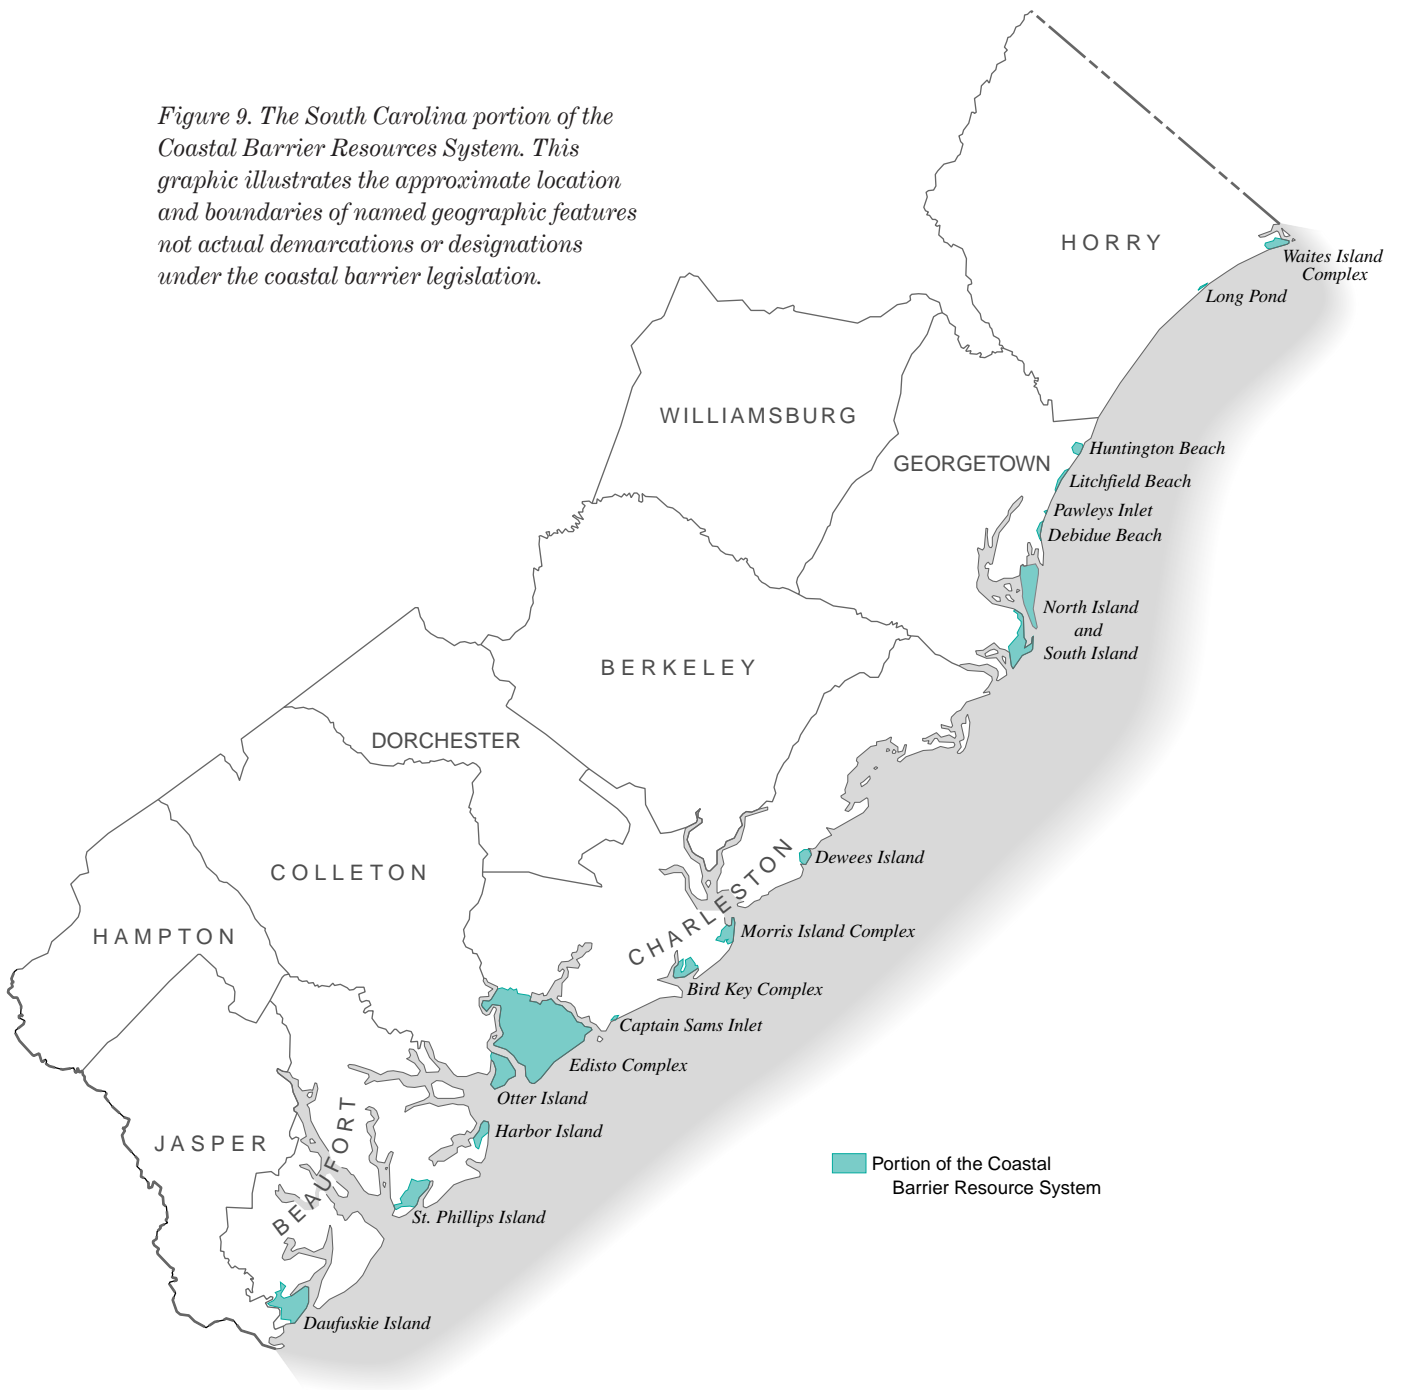 Figure 9. The South Carolina portion of the
Coastal Barrier Resources System. This
graphic illustrates the approximate location
and boundaries of named geographic features
not actual demarcations or designations
under the coastal barrier legislation.
HORRY
Waites Island
Complex
Long Pond
WILLIAMSBURG
GEORGETOWN
Huntington Beach
Litchfield Beach
Pawleys Inlet
Debidue Beach
North Island
and
South Island
BERKELEY
DORCHESTER
COLLETON
CHARLESTON
Dewees Island
Morris Island Complex
Bird Key Complex
Captain Sams Inlet
Edisto Complex
Otter Island
HAMPTON
Harbor Island
JASPER
BEAUFORT
St. Phillips Island
Daufuskie Island
Portion of the Coastal
Barrier Resource System